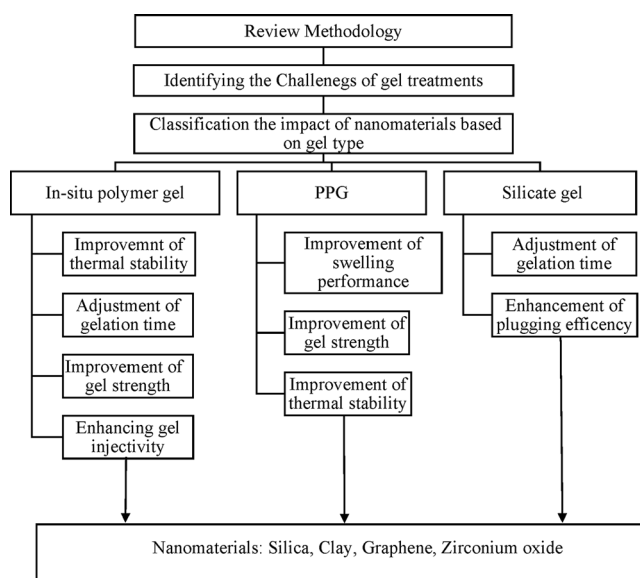 Review Methodology
Identifying the Challenegs of gel treatments
Classification the impact of nanomaterials based
on gel type
In-situ polymer gel
Improvemnt of
thermal stability
Adjustment of
gelation time
Improvement of
gel strength
Enhancing gel
injectivity
PPG
Improvement of
swelling
performance
Improvement of
gel strength
Improvement of
thermal stability
Silicate gel
Adjustment of
gelation time
Enhancement of
plugging efficency
Nanomaterials: Silica, Clay, Graphene, Zirconium oxide